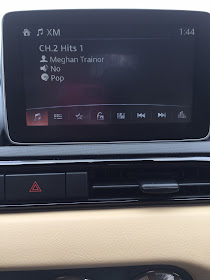 XM 1:44
CH.2 Hits 1
Meghan Trainor
No
Pop